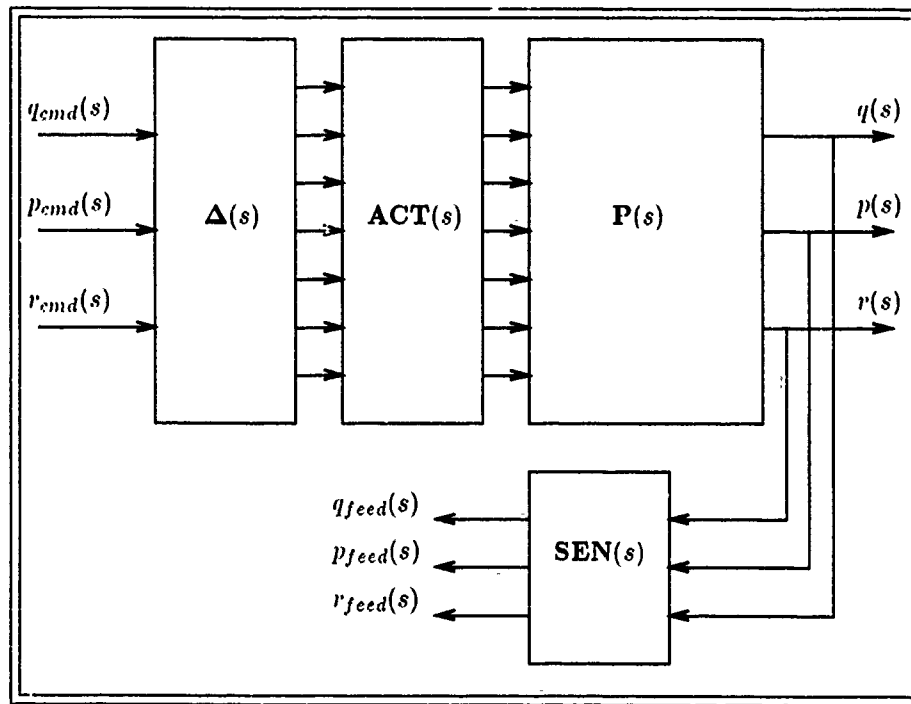 q_cmd(s)
p_cmd(s)
r_cmd(s)
Δ(s)
ACT(s)
P(s)
q(s)
p(s)
r(s)
q_feed(s)
p_feed(s)
r_feed(s)
SEN(s)